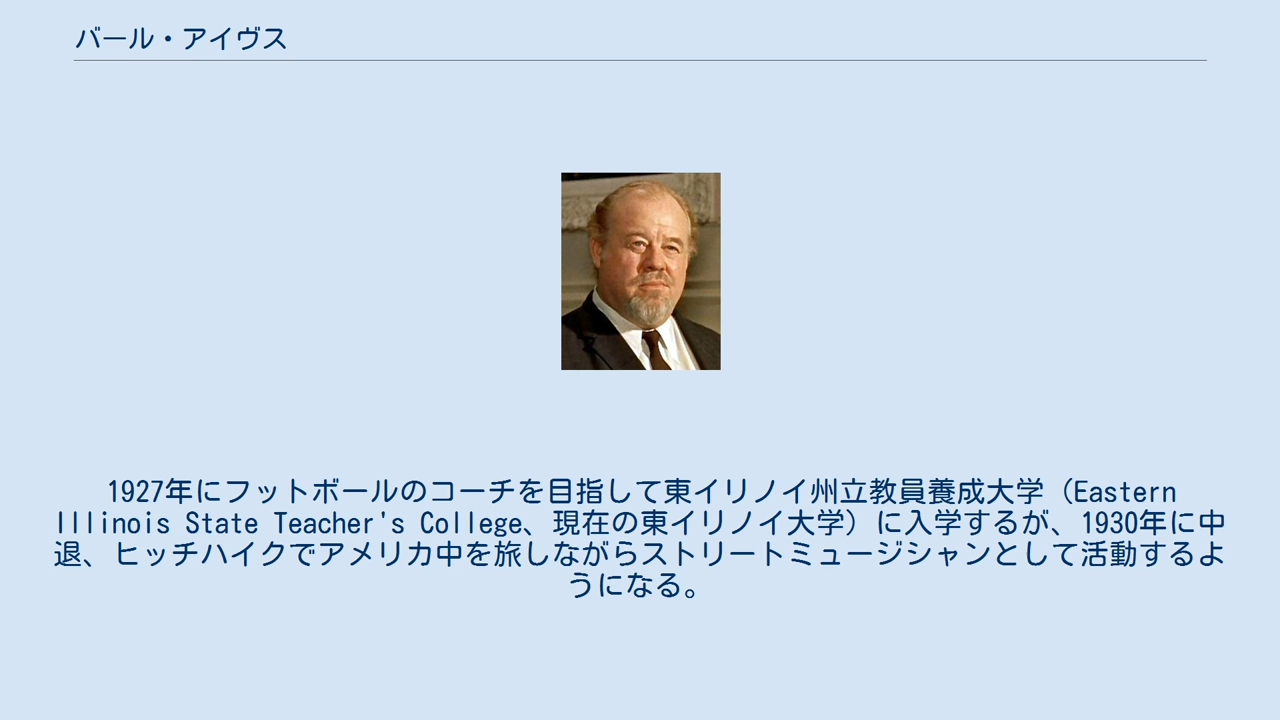 バール・アイヴス
1927年にフットボールのコーチを目指して東イリノイ州立教員養成大学（Eastern
Illinois State Teacher's College、現在の東イリノイ大学）に入学するが、1930年に中
退、ヒッチハイクでアメリカ中を旅しながらストリートミュージシャンとして活動するよ
うになる。